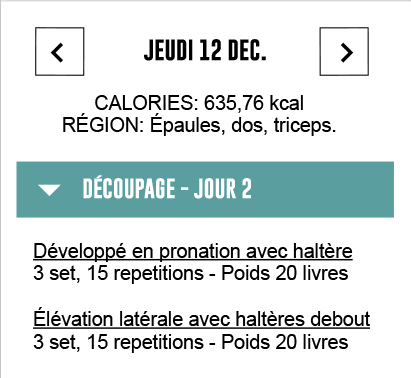 JEUDI 12 DEC.
CALORIES: 635,76 kcal
RÉGION: Épaules, dos, triceps.
DÉCOUPAGE - JOUR 2
Développé en pronation avec haltère
3 set, 15 repetitions - Poids 20 livres
Élévation latérale avec haltères debout
3 set, 15 repetitions - Poids 20 livres